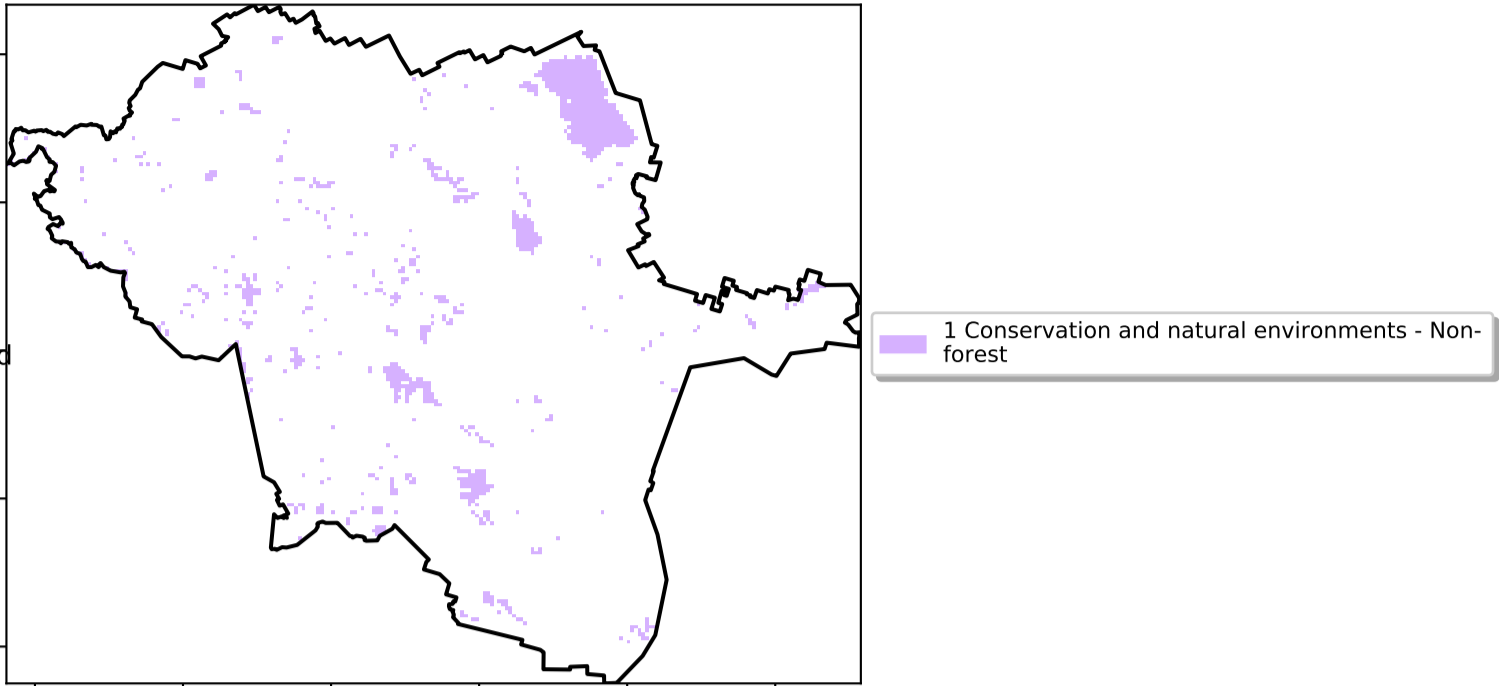 d
1 Conservation and natural environments - Non-
forest